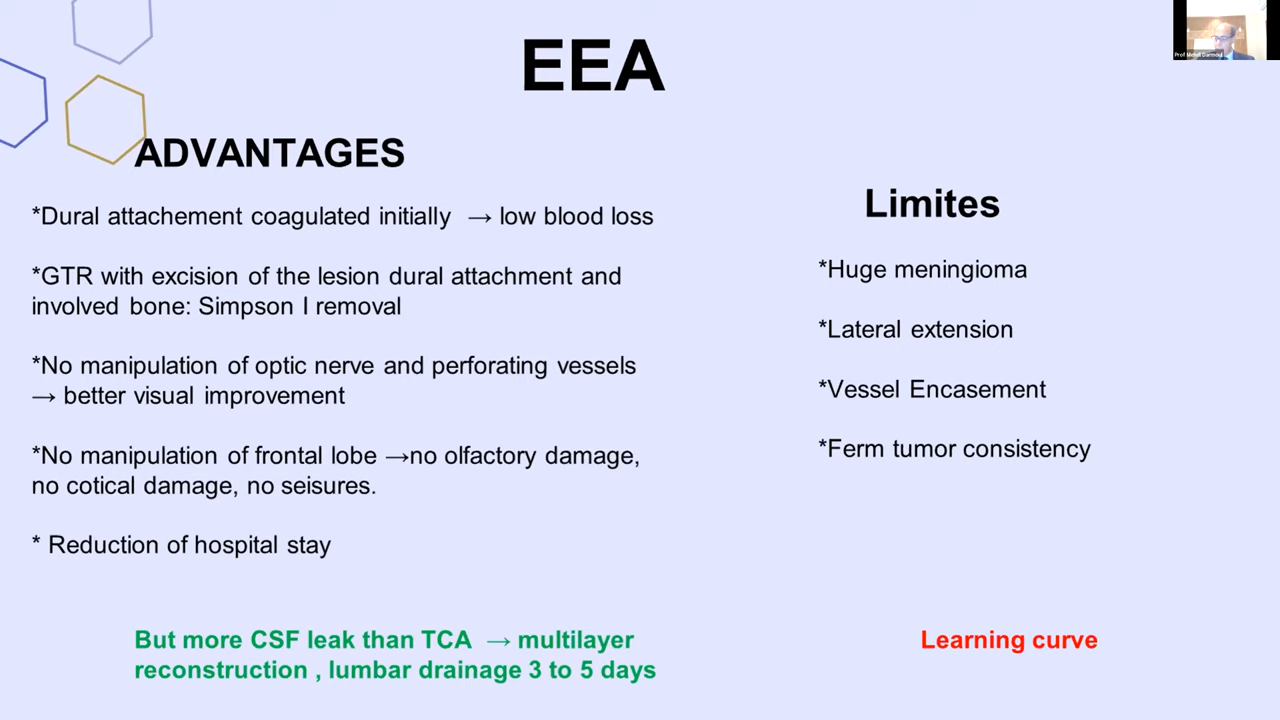 EEA
ADVANTAGES
*Dural attachement coagulated initially → low blood loss
*GTR with excision of the lesion dural attachment and
involved bone: Simpson I removal
*No manipulation of optic nerve and perforating vessels
→ better visual improvement
*No manipulation of frontal lobe →no olfactory damage,
no cotical damage, no seisures.
* Reduction of hospital stay
But more CSF leak than TCA → multilayer
reconstruction , lumbar drainage 3 to 5 days
Limites
*Huge meningioma
*Lateral extension
*Vessel Encasement
*Ferm tumor consistency
Learning curve